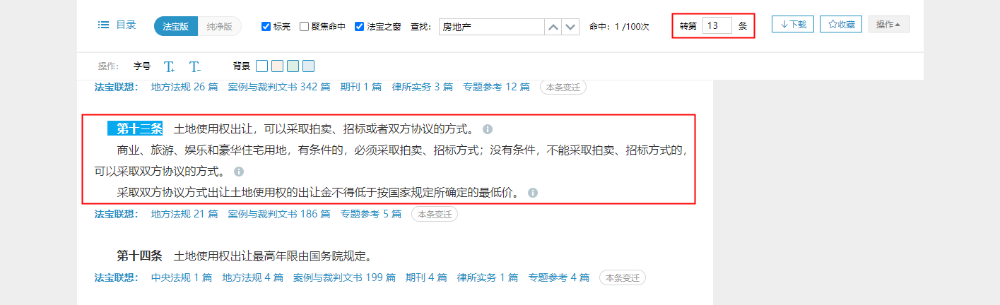 目录 法宝版 纯净版 标亮 聚焦命中 法宝之窗 查找： 房地产 命中：1 /100次 转第 13 条 下载 收藏 操作
操作： 字号 T+ T- 背景
法宝联想： 地方法规 26 篇 案例与裁判文书 342 篇 期刊 1 篇 律所实务 3 篇 专题参考 12 篇 本条变迁
第十三条 土地使用权出让，可以采取拍卖、招标或者双方协议的方式。
商业、旅游、娱乐和豪华住宅用地，有条件的，必须采取拍卖、招标方式；没有条件，不能采取拍卖、招标方式的，
可以采取双方协议的方式。
采取双方协议方式出让土地使用权的出让金不得低于按国家规定所确定的最低价。
法宝联想： 地方法规 21 篇 案例与裁判文书 186 篇 专题参考 5 篇 本条变迁
第十四条 土地使用权出让最高年限由国务院规定。
法宝联想： 中央法规 1 篇 地方法规 4 篇 案例与裁判文书 199 篇 期刊 4 篇 律所实务 1 篇 专题参考 4 篇 本条变迁